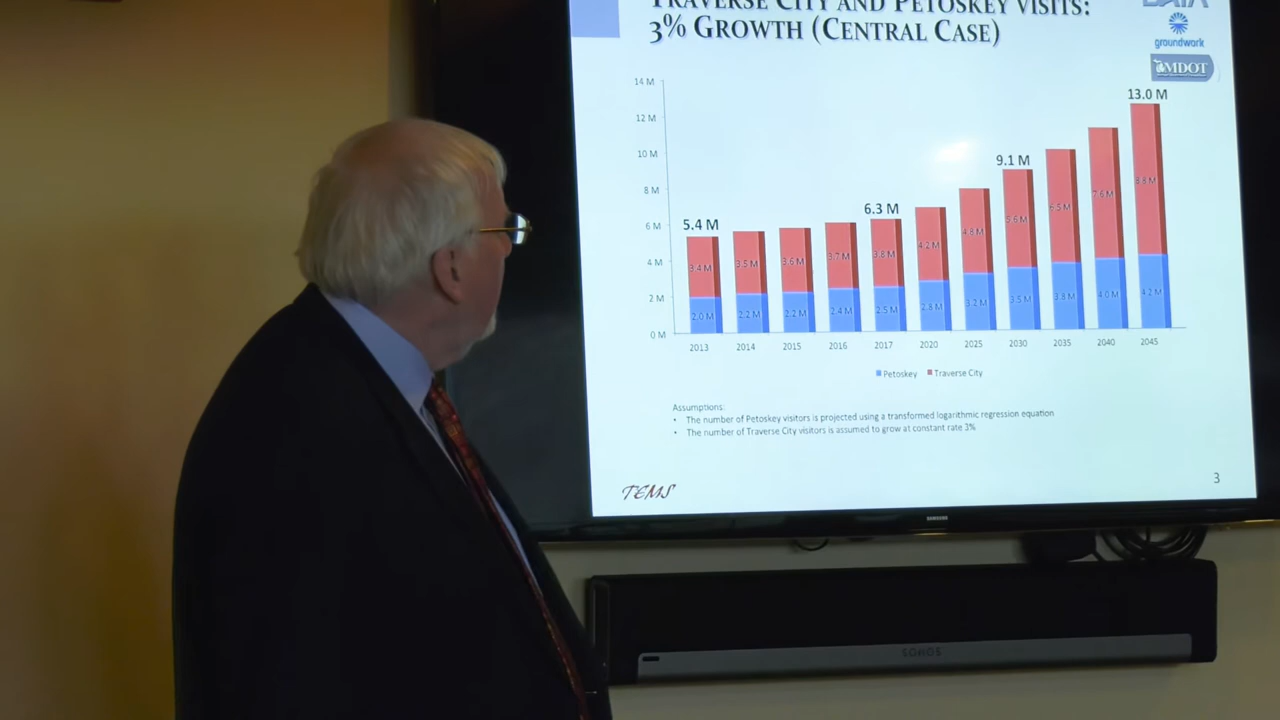 TRAVERSE CITY AND PETOSKEY VISITS:
3% GROWTH (CENTRAL CASE)
BATA
groundwork
MDOT
14 M
12 M
10 M
8 M
6 M
4 M
2 M
0 M
5.4 M
6.3 M
9.1 M
13.0 M
3.4 M
3.5 M
3.6 M
3.7 M
3.8 M
4.2 M
4.8 M
5.6 M
6.5 M
7.6 M
8.8 M
2.0 M
2.2 M
2.2 M
2.4 M
2.5 M
2.8 M
3.2 M
3.5 M
3.8 M
4.0 M
4.2 M
2013 2014 2015 2016 2017 2020 2025 2030 2035 2040 2045
Petoskey Traverse City
Assumptions:
• The number of Petoskey visitors is projected using a transformed logarithmic regression equation
• The number of Traverse City visitors is assumed to grow at constant rate 3%
TEMS
3
SAMSUNG
SONOS